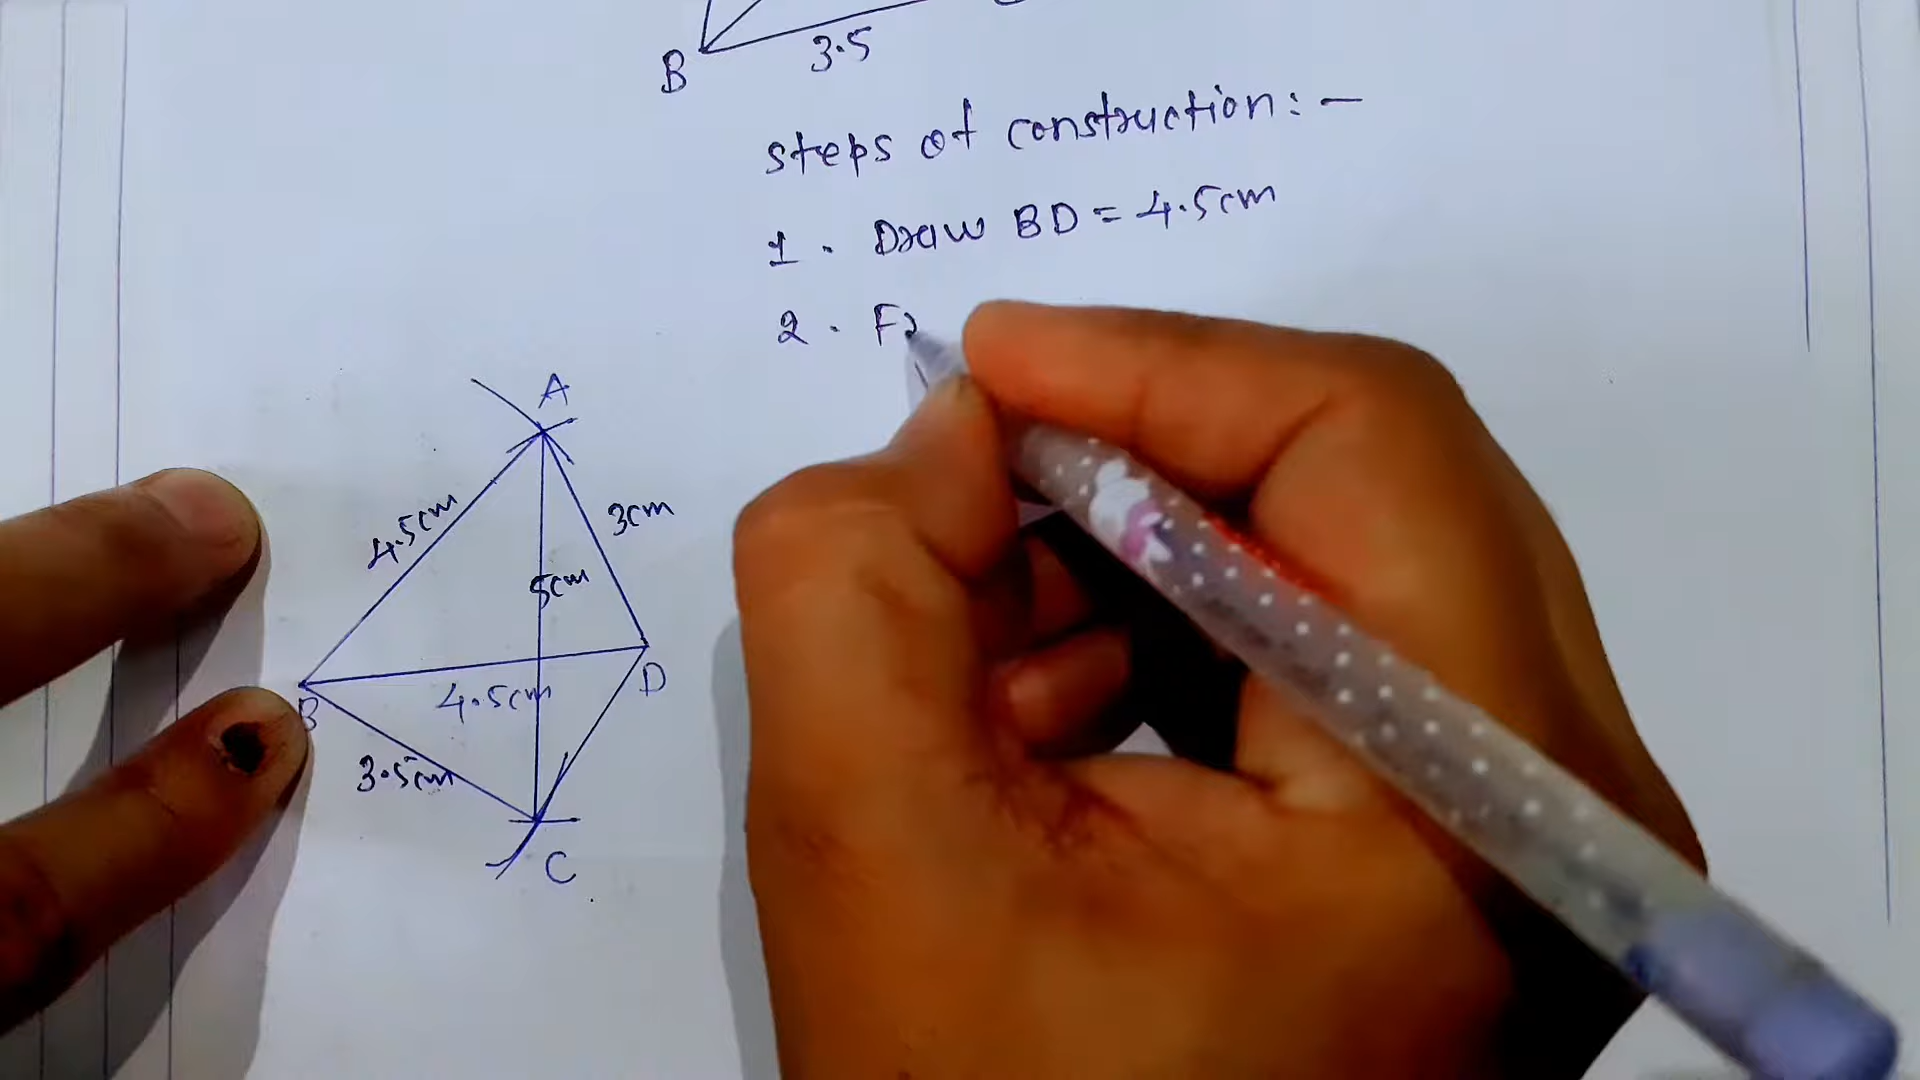 B
3.5
steps of construction:-
1. Draw BD = 4.5cm
2. Fr
A
4.5cm
3cm
5cm
B
4.5cm
D
3.5cm
C